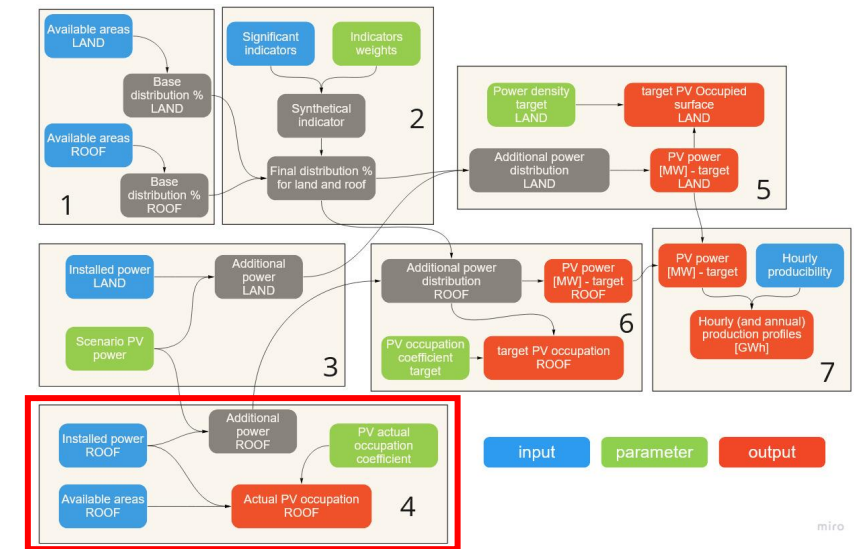 Available areas
LAND
Base
distribution %
LAND
Available areas
ROOF
Base
distribution %
ROOF
1
Significant
indicators
Indicators
weights
Synthetical
indicator
Final distribution %
for land and roof
2
Power density
target
LAND
target PV Occupied
surface
LAND
Additional power
distribution
LAND
PV power
[MW] - target
LAND
5
Installed power
LAND
Additional
power
LAND
Scenario PV
power
3
Additional power
distribution
ROOF
PV power
[MW] - target
ROOF
PV occupation
coefficient
target
target PV occupation
ROOF
6
PV power
[MW] - target
Hourly
producibility
Hourly (and annual)
production profiles
[GWh]
7
Installed power
ROOF
Additional
power
ROOF
PV actual
occupation
coefficient
Available areas
ROOF
Actual PV occupation
ROOF
4
input
parameter
output
miro